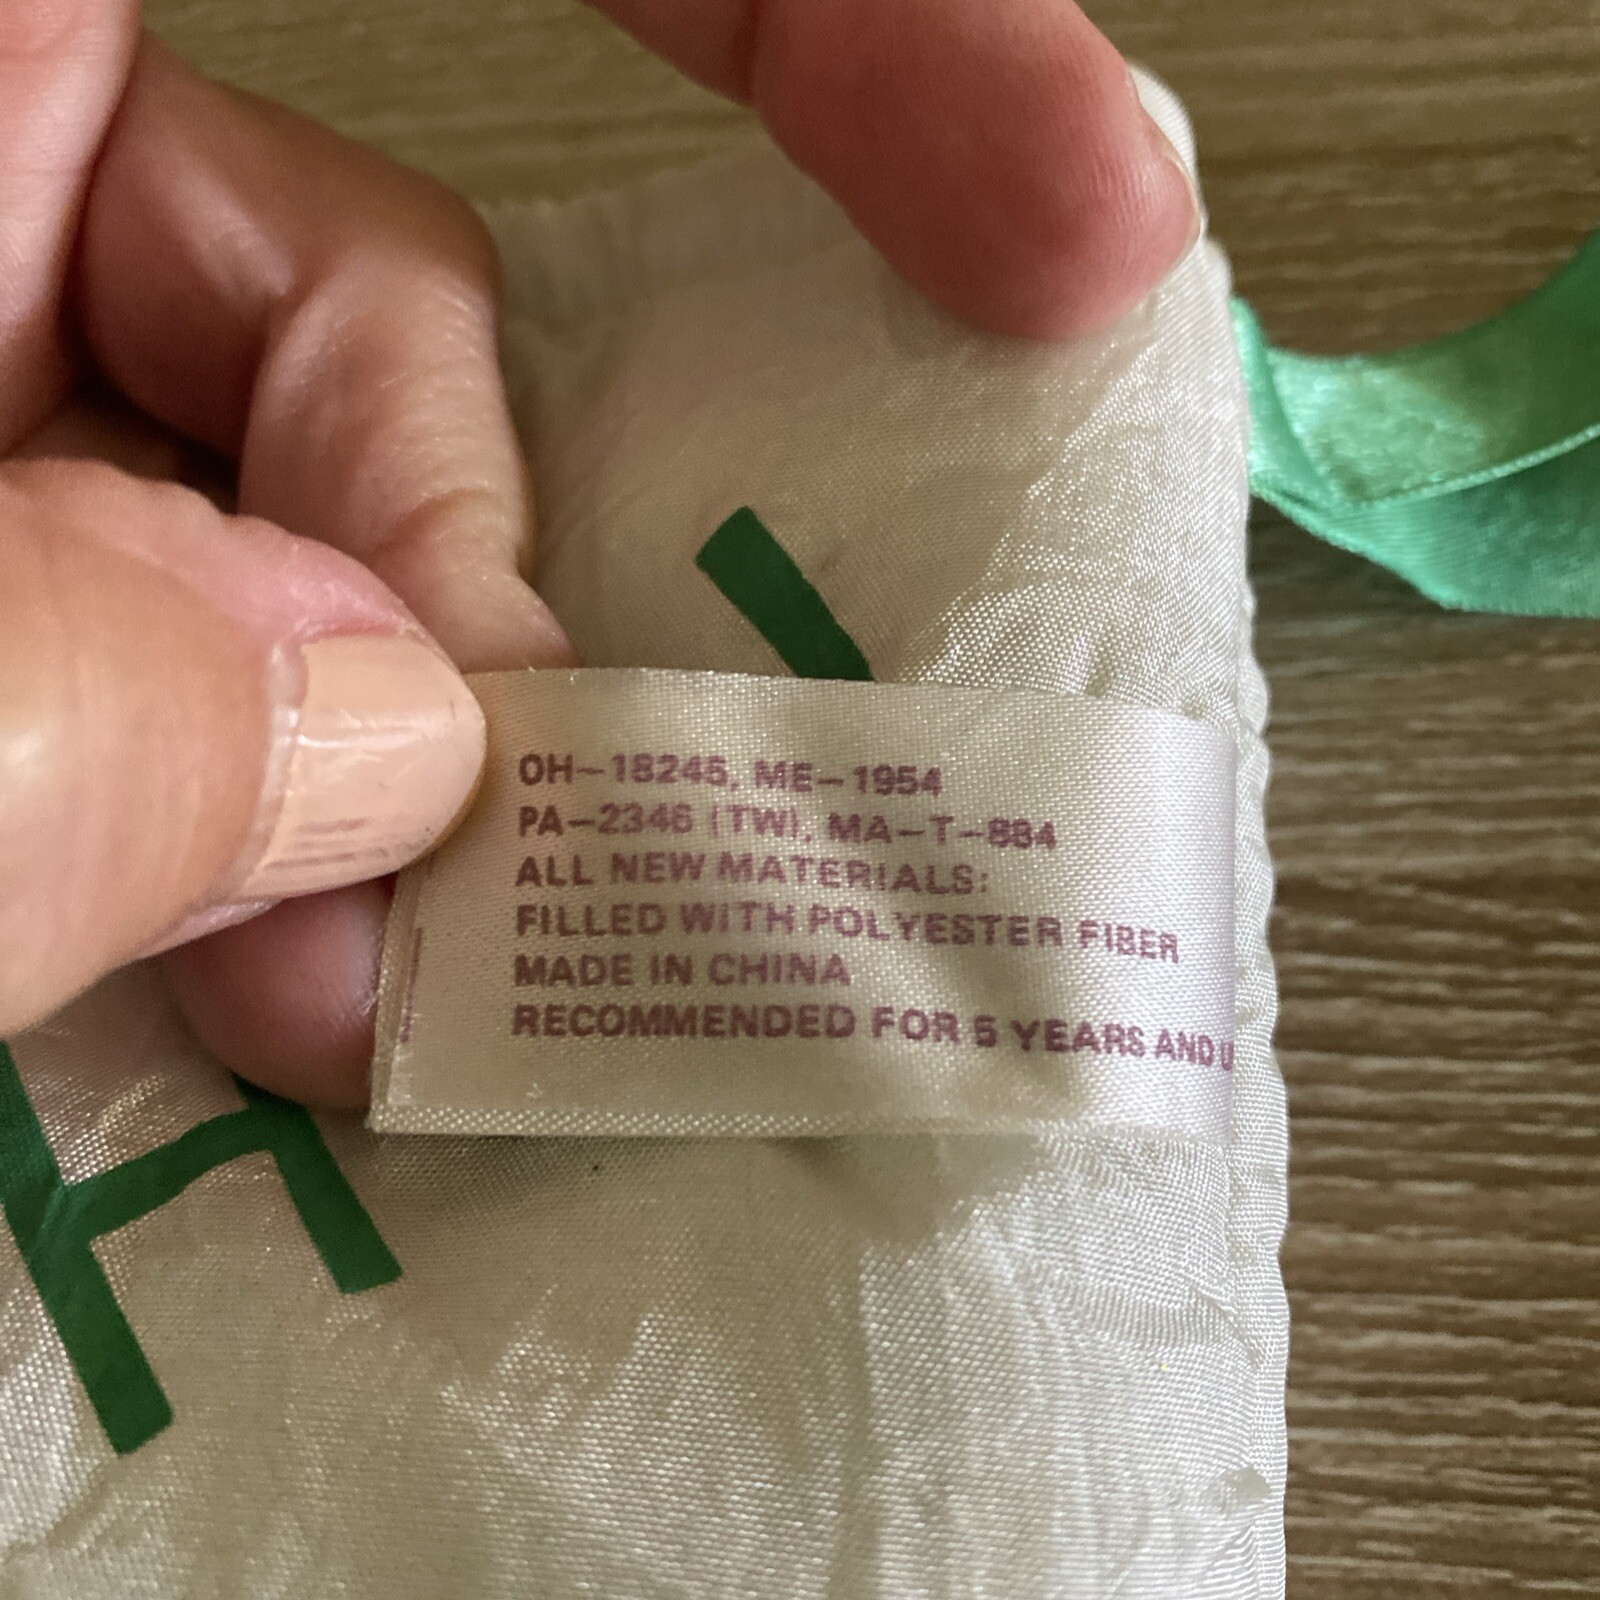 OH-18245, ME-1954
PA-2346 (TW), MA-T-884
ALL NEW MATERIALS:
FILLED WITH POLYESTER FIBER
MADE IN CHINA
RECOMMENDED FOR 5 YEARS AND U
H